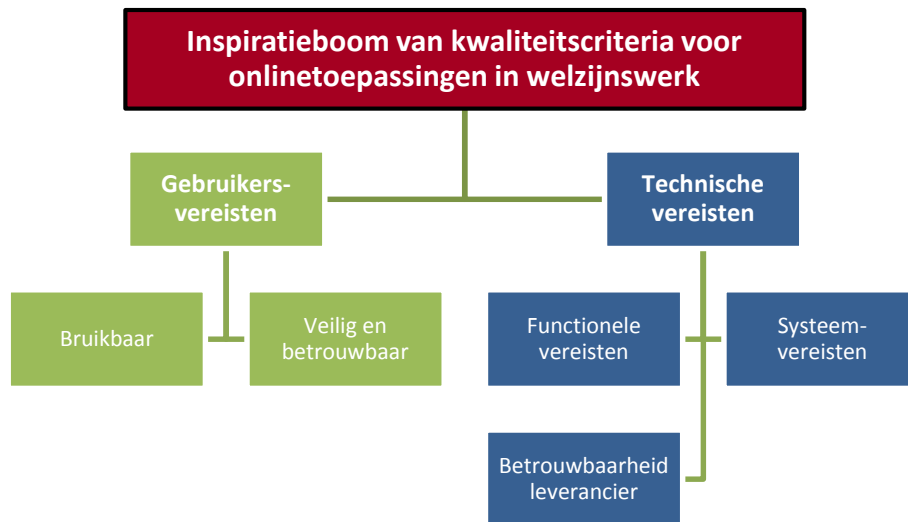 Inspiratieboom van kwaliteitscriteria voor
onlinetoepassingen in welzijnswerk
Gebruikers-
vereisten
Technische
vereisten
Bruikbaar
Veilig en
betrouwbaar
Functionele
vereisten
Systeem-
vereisten
Betrouwbaarheid
leverancier